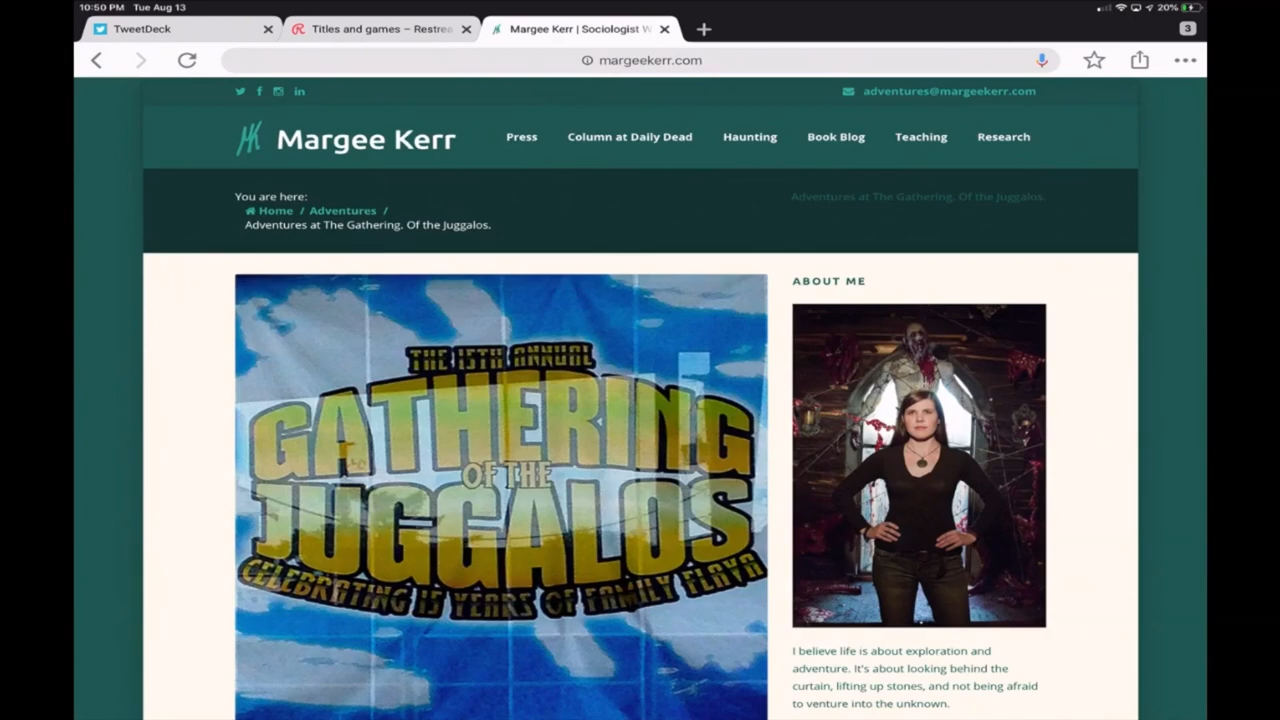 10:50 PM Tue Aug 13
20%
TweetDeck
Titles and games – Restrea
Margee Kerr | Sociologist W
3
margeekerr.com
adventures@margeekerr.com
Margee Kerr
Press
Column at Daily Dead
Haunting
Book Blog
Teaching
Research
You are here:
Home / Adventures /
Adventures at The Gathering. Of the Juggalos.
Adventures at The Gathering. Of the Juggalos.
THE 15TH ANNUAL
GATHERING
OF THE
JUGGALOS
CELEBRATING 15 YEARS OF FAMILY FLAVA
ABOUT ME
I believe life is about exploration and
adventure. It's about looking behind the
curtain, lifting up stones, and not being afraid
to venture into the unknown.